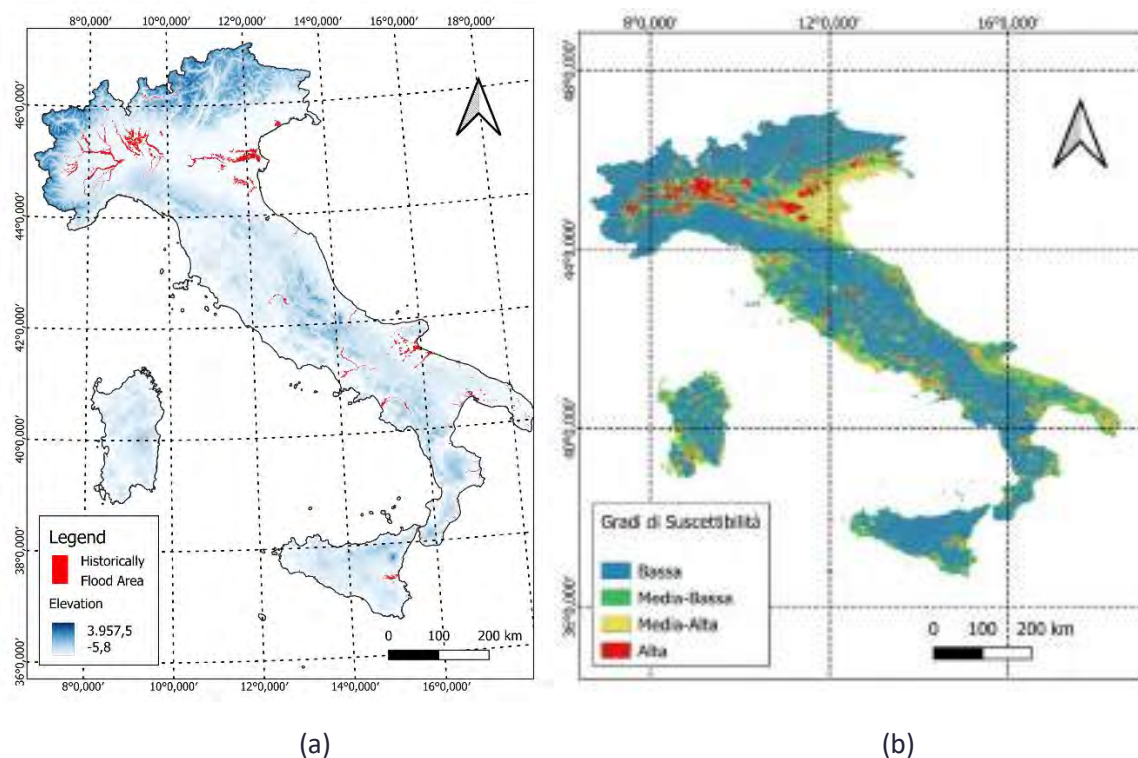 8°0,000' 10°0,000' 12°0,000' 14°0,000' 16°0,000' 18°0,000'
46°0,000'
44°0,000'
42°0,000'
40°0,000'
38°0,000'
36°0,000'
Legend
Historically
Flood Area
Elevation
3.957,5
-5,8
0 100 200 km
8°0,000' 10°0,000' 12°0,000' 14°0,000' 16°0,000'
(a)
8°0,000' 12°0,000' 16°0,000'
48°0,000'
44°0,000'
40°0,000'
36°0,000'
Gradi di Suscettibilità
Bassa
Media-Bassa
Media-Alta
Alta
0 100 200 km
(b)